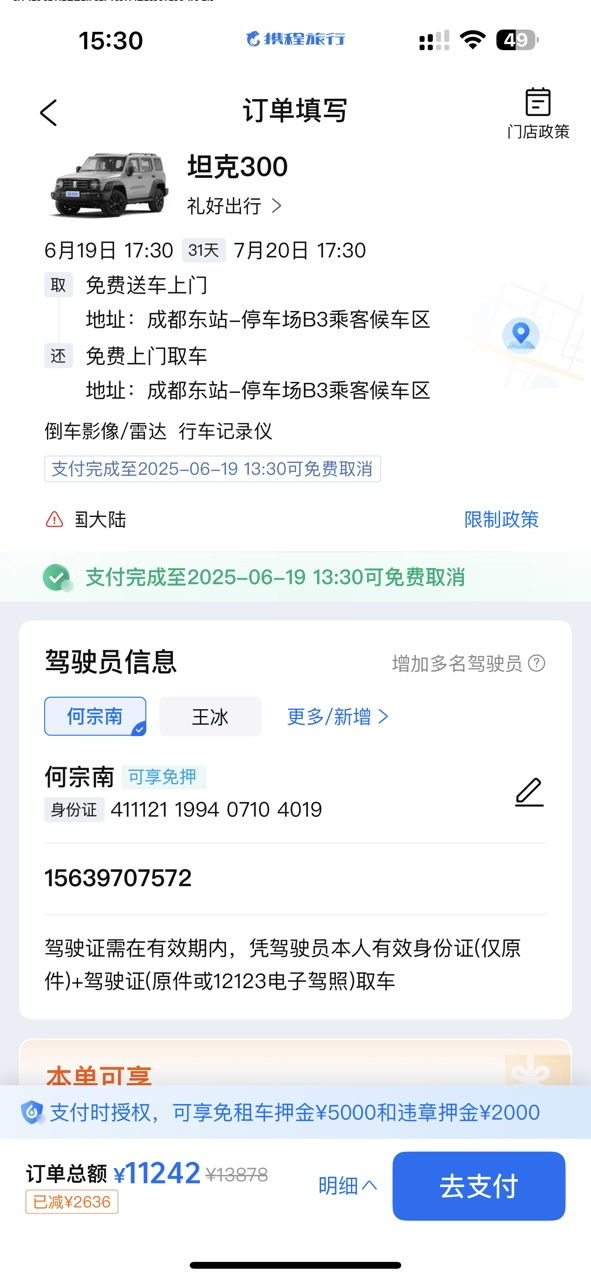 15:30
携程旅行
49
订单填写
门店政策
坦克300
礼好出行 >
6月19日 17:30 31天 7月20日 17:30
取 免费送车上门
地址：成都东站-停车场B3乘客候车区
还 免费上门取车
地址：成都东站-停车场B3乘客候车区
倒车影像/雷达 行车记录仪
支付完成至2025-06-19 13:30可免费取消
国大陆 限制政策
支付完成至2025-06-19 13:30可免费取消
驾驶员信息 增加多名驾驶员
何宗南 王冰 更多/新增 >
何宗南 可享免押
身份证 411121 1994 0710 4019
15639707572
驾驶证需在有效期内，凭驾驶员本人有效身份证(仅原
件)+驾驶证(原件或12123电子驾照)取车
本单可享
支付时授权，可享免租车押金¥5000和违章押金¥2000
订单总额 ¥11242 ¥13878
已减¥2636
明细
去支付